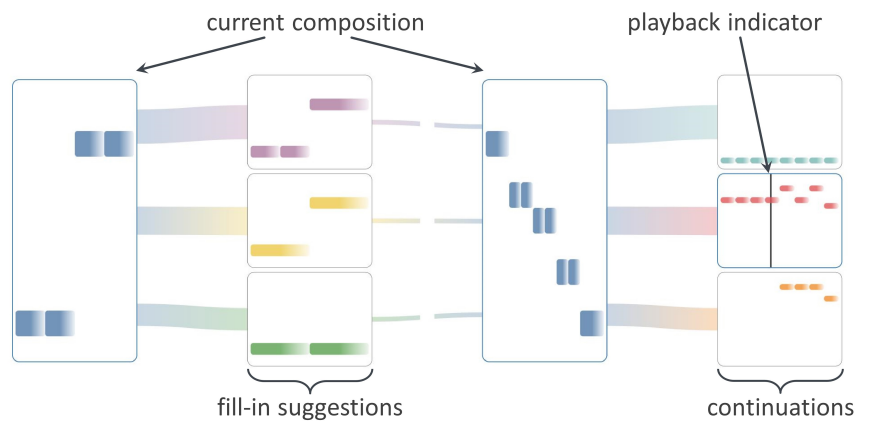 current composition
playback indicator
fill-in suggestions
continuations